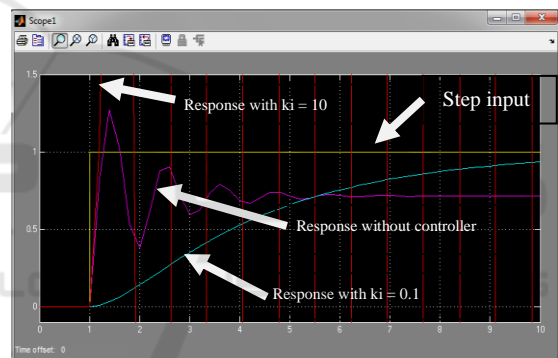 Scope1
1.5
Response with ki = 10
Step input
1
0.5
Response without controller
Response with ki = 0.1
0
0 1 2 3 4 5 6 7 8 9 10
Time offset: 0